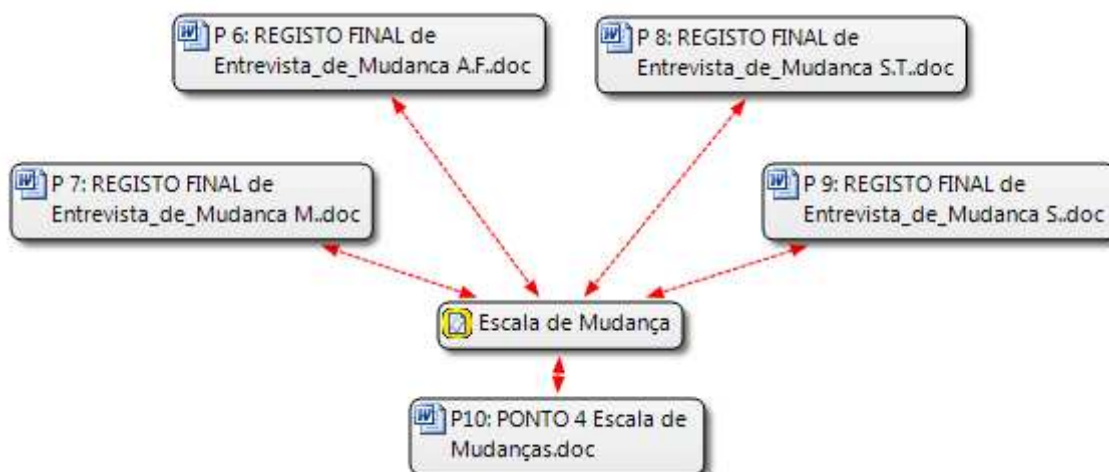 P 6: REGISTO FINAL de
Entrevista_de_Mudanca A.F..doc
P 8: REGISTO FINAL de
Entrevista_de_Mudanca S.T..doc
P 7: REGISTO FINAL de
Entrevista_de_Mudanca M..doc
P 9: REGISTO FINAL de
Entrevista_de_Mudanca S..doc
Escala de Mudança
P10: PONTO 4 Escala de
Mudanças.doc